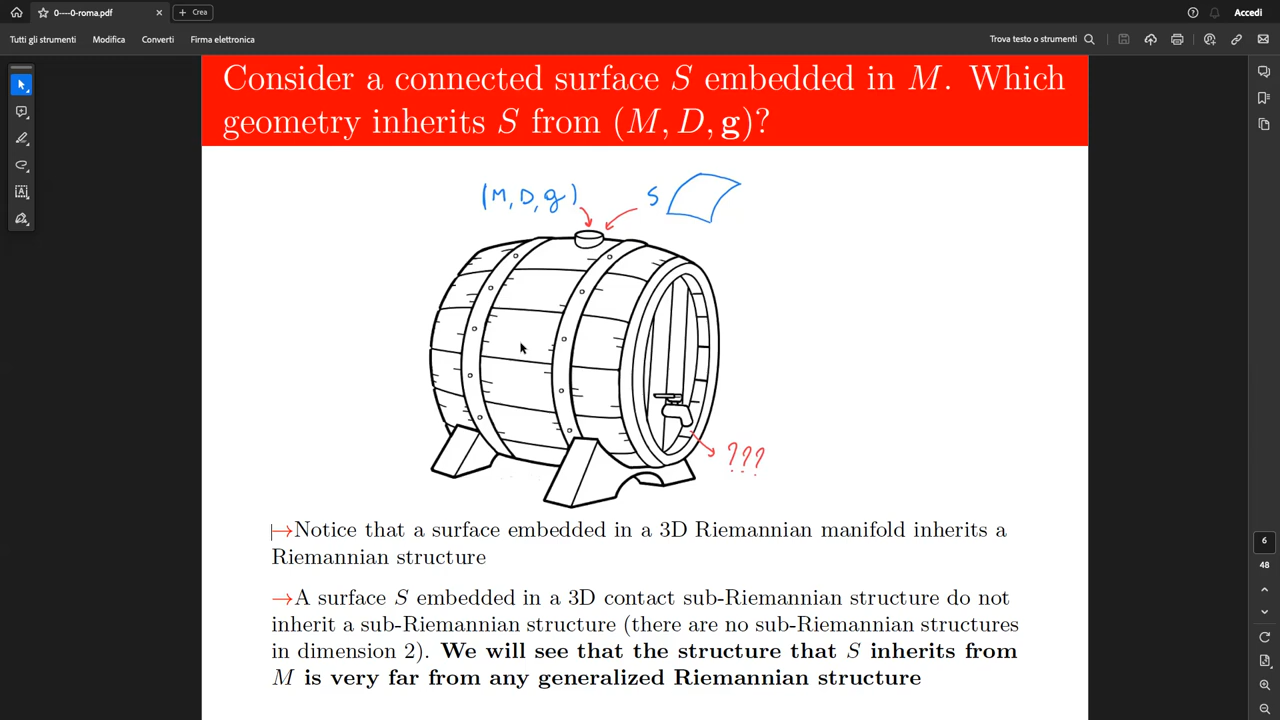 0----0-roma.pdf
Crea
Accedi
Tutti gli strumenti Modifica Converti Firma elettronica
Trova testo o strumenti
Consider a connected surface S embedded in M. Which
geometry inherits S from (M, D, g)?
(M, D, g)
S
???
↦Notice that a surface embedded in a 3D Riemannian manifold inherits a
Riemannian structure
→A surface S embedded in a 3D contact sub-Riemannian structure do not
inherit a sub-Riemannian structure (there are no sub-Riemannian structures
in dimension 2). We will see that the structure that S inherits from
M is very far from any generalized Riemannian structure
6
48